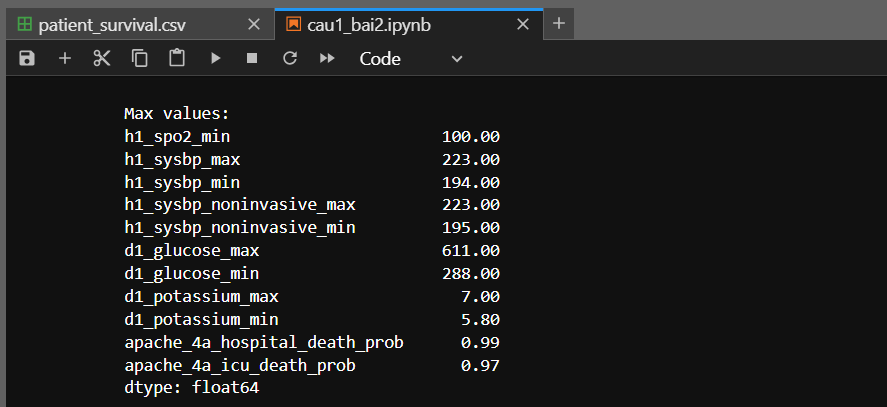 patient_survival.csv
cau1_bai2.ipynb
Code
Max values:
h1_spo2_min 100.00
h1_sysbp_max 223.00
h1_sysbp_min 194.00
h1_sysbp_noninvasive_max 223.00
h1_sysbp_noninvasive_min 195.00
d1_glucose_max 611.00
d1_glucose_min 288.00
d1_potassium_max 7.00
d1_potassium_min 5.80
apache_4a_hospital_death_prob 0.99
apache_4a_icu_death_prob 0.97
dtype: float64